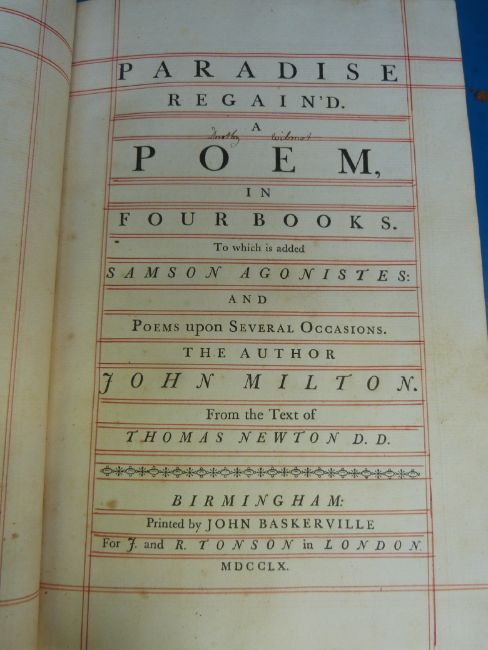 PARADISE
REGAIN'D.
A
Dorothy Wilmot
POEM,
IN
FOUR BOOKS.
To which is added
SAMSON AGONISTES:
AND
POEMS upon SEVERAL OCCASIONS.
THE AUTHOR
JOHN MILTON.
From the Text of
THOMAS NEWTON D. D.
BIRMINGHAM:
Printed by JOHN BASKERVILLE
For J. and R. TONSON in LONDON.
MDCCLX.